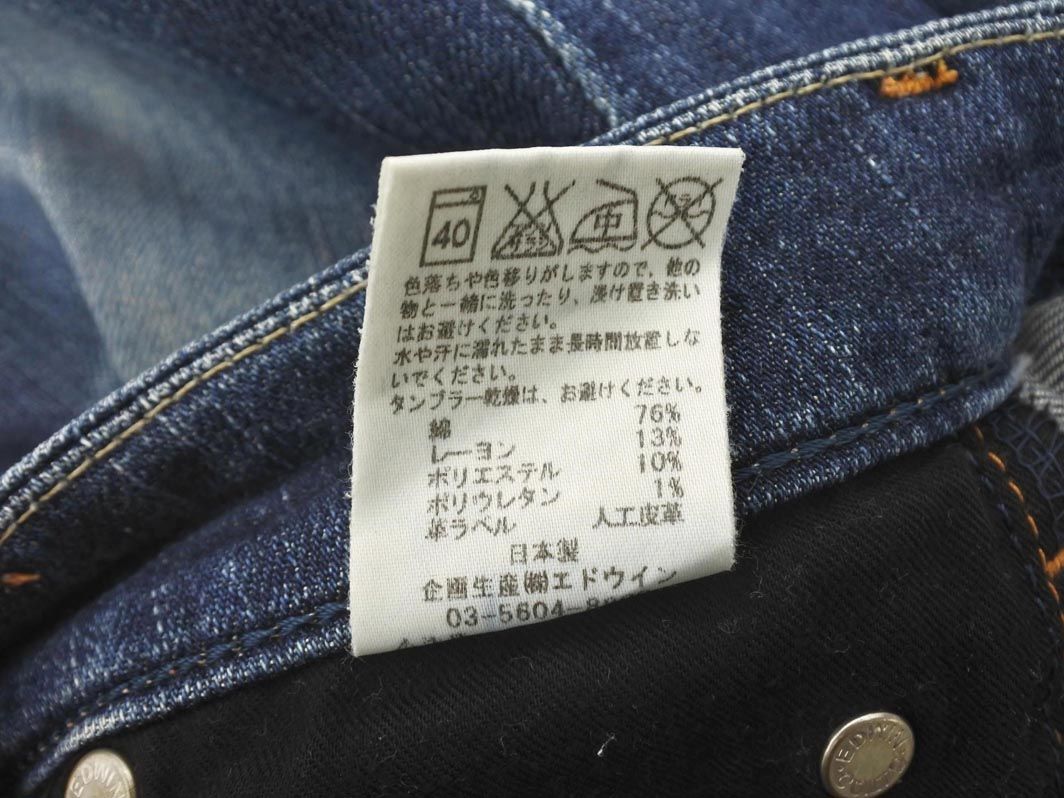 40
中
色落ちや色移りがしますので、他の
物と一緒に洗ったり、浸け置き洗い
はお避けください。
水や汗に濡れたまま長時間放置しな
いでください。
タンブラー乾燥は、お避けください。
綿 76%
レーヨン 13%
ポリエステル 10%
ポリウレタン 1%
革ラベル 人工皮革
日本製
企画生産㈱エドウイン
03-5604-8
EDWIN
EDWIN